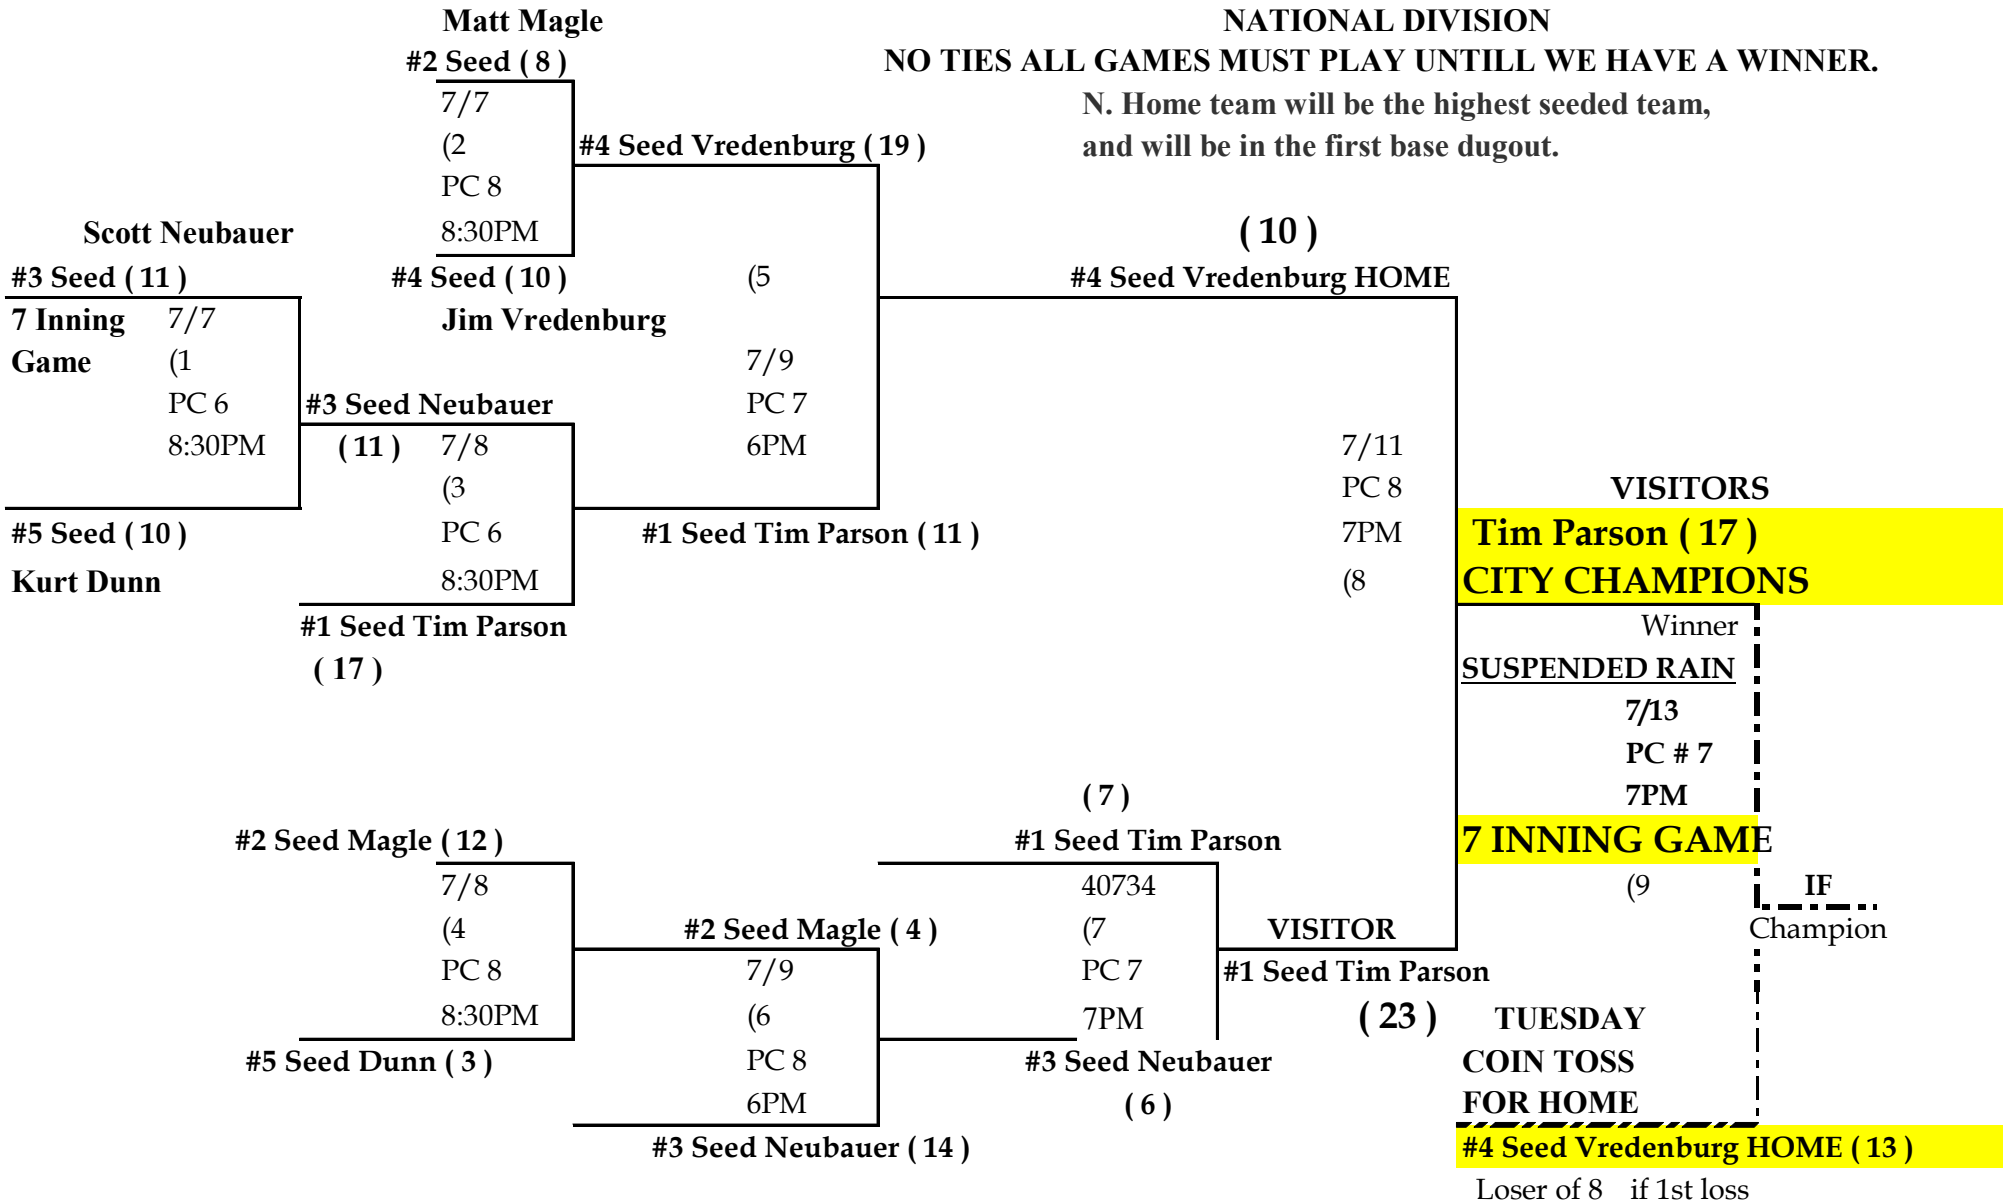 Matt Magle
NATIONAL DIVISION
#2 Seed ( 8 )
NO TIES ALL GAMES MUST PLAY UNTILL WE HAVE A WINNER.
7/7
N. Home team will be the highest seeded team,
(2
#4 Seed Vredenburg ( 19 )
and will be in the first base dugout.
PC 8
Scott Neubauer
8:30PM
( 10 )
#3 Seed ( 11 )
#4 Seed ( 10 )
(5
#4 Seed Vredenburg HOME
7 Inning
7/7
Jim Vredenburg
Game
(1
7/9
PC 6
#3 Seed Neubauer
PC 7
8:30PM
( 11 )
7/8
6PM
7/11
(3
PC 8
VISITORS
#5 Seed ( 10 )
PC 6
#1 Seed Tim Parson ( 11 )
7PM
Tim Parson ( 17 )
Kurt Dunn
8:30PM
(8
CITY CHAMPIONS
#1 Seed Tim Parson
Winner
( 17 )
SUSPENDED RAIN
7/13
PC # 7
( 7 )
7PM
#2 Seed Magle ( 12 )
#1 Seed Tim Parson
7 INNING GAME
7/8
40734
(9
IF
(4
#2 Seed Magle ( 4 )
(7
VISITOR
Champion
PC 8
7/9
PC 7
#1 Seed Tim Parson
8:30PM
(6
7PM
( 23 )
TUESDAY
#5 Seed Dunn ( 3 )
PC 8
#3 Seed Neubauer
COIN TOSS
6PM
( 6 )
FOR HOME
#3 Seed Neubauer ( 14 )
#4 Seed Vredenburg HOME ( 13 )
Loser of 8 if 1st loss